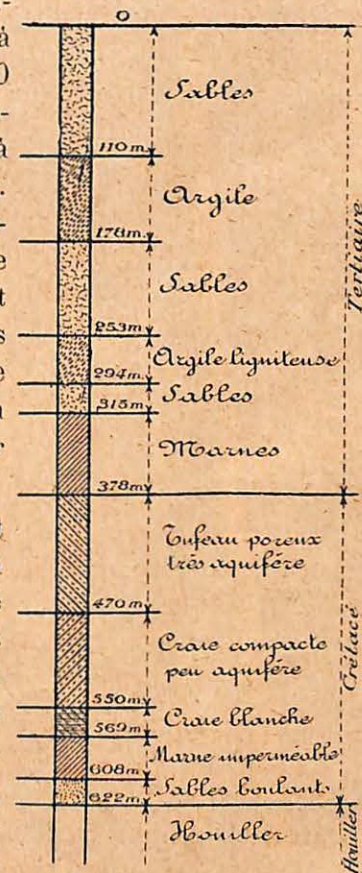 0
Sables
110 m.
Argile
178 m.
Sables
253 m.
Argile ligniteuse
294 m.
Sables
315 m.
Marnes
378 m.
Tufeau poreux
très aquifère
470 m.
Craie compacte
peu aquifère
550 m.
Craie blanche
569 m.
Marne imperméable
608 m.
Sables boulants
622 m.
Houiller
Tertiaire
Crétacé
Houiller